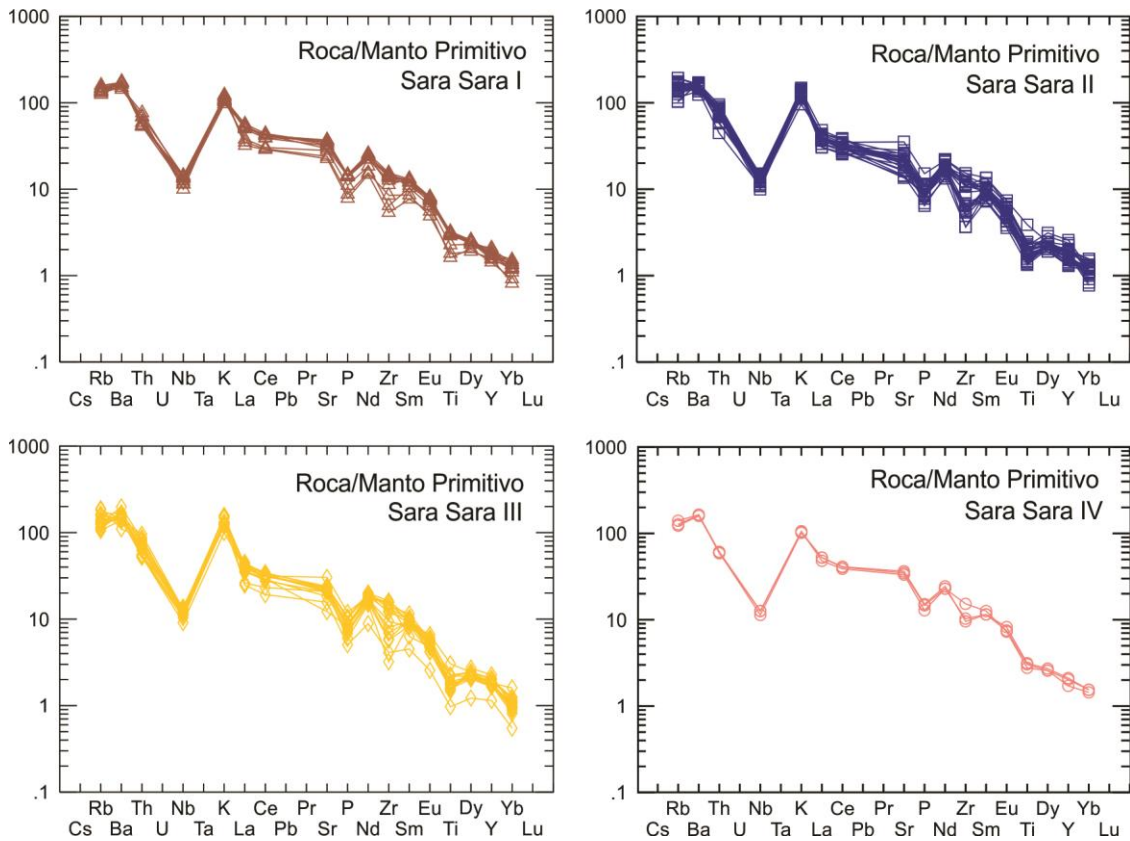 1000
100
10
1
.1
Roca/Manto Primitivo
Sara Sara I
Rb Th Nb K Ce Pr P Zr Eu Dy Yb
Cs Ba U Ta La Pb Sr Nd Sm Ti Y Lu
1000
100
10
1
.1
Roca/Manto Primitivo
Sara Sara II
Rb Th Nb K Ce Pr P Zr Eu Dy Yb
Cs Ba U Ta La Pb Sr Nd Sm Ti Y Lu
1000
100
10
1
.1
Roca/Manto Primitivo
Sara Sara III
Rb Th Nb K Ce Pr P Zr Eu Dy Yb
Cs Ba U Ta La Pb Sr Nd Sm Ti Y Lu
1000
100
10
1
.1
Roca/Manto Primitivo
Sara Sara IV
Rb Th Nb K Ce Pr P Zr Eu Dy Yb
Cs Ba U Ta La Pb Sr Nd Sm Ti Y Lu